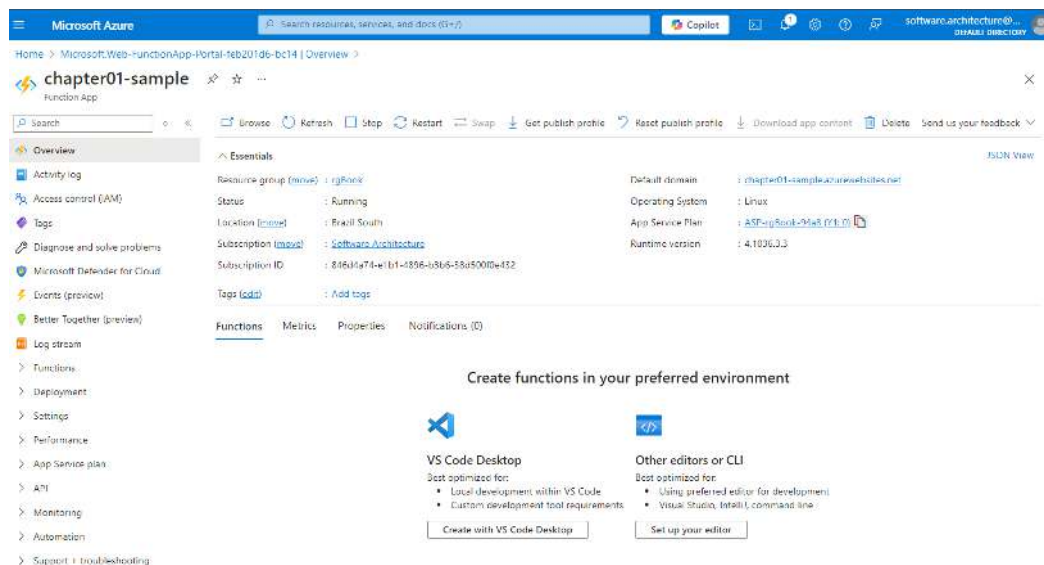 Microsoft Azure
Search resources, services, and docs (G+/)
Copilot
software.architecture@...
DEFAULT DIRECTORY
Home > Microsoft.Web-FunctionApp-Portal-feb201d6-bc14 | Overview >
chapter01-sample
Function App
Search
Browse Refresh Stop Restart Swap Get publish profile Reset publish profile Download app content Delete Send us your feedback
Overview
Activity log
Access control (IAM)
Tags
Diagnose and solve problems
Microsoft Defender for Cloud
Events (preview)
Better Together (preview)
Log stream
Functions
Deployment
Settings
Performance
App Service plan
API
Monitoring
Automation
Support + troubleshooting
Essentials
JSON View
Resource group (move) : rgBook
Status : Running
Location (move) : Brazil South
Subscription (move) : Software Architecture
Subscription ID : 846d4a74-e1b1-4896-b3b6-58d500f0e432
Default domain : chapter01-sample.azurewebsites.net
Operating System : Linux
App Service Plan : ASP-rgBook-94a8 (Y1: 0)
Runtime version : 4.1036.3.3
Tags (edit) : Add tags
Functions Metrics Properties Notifications (0)
Create functions in your preferred environment
VS Code Desktop
Best optimized for:
• Local development within VS Code
• Custom development tool requirements
Create with VS Code Desktop
Other editors or CLI
Best optimized for:
• Using preferred editor for development
• Visual Studio, IntelliJ, command line
Set up your editor